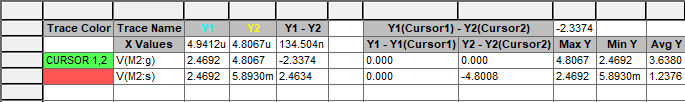 Trace Color Trace Name Y1 Y2 Y1 - Y2 Y1(Cursor1) - Y2(Cursor2) -2.3374
X Values 4.9412u 4.8067u 134.504n Y1 - Y1(Cursor1) Y2 - Y2(Cursor2) Max Y Min Y Avg Y
CURSOR 1,2 V(M2:g) 2.4692 4.8067 -2.3374 0.000 0.000 4.8067 2.4692 3.6380
V(M2:s) 2.4692 5.8930m 2.4634 0.000 -4.8008 2.4692 5.8930m 1.2376